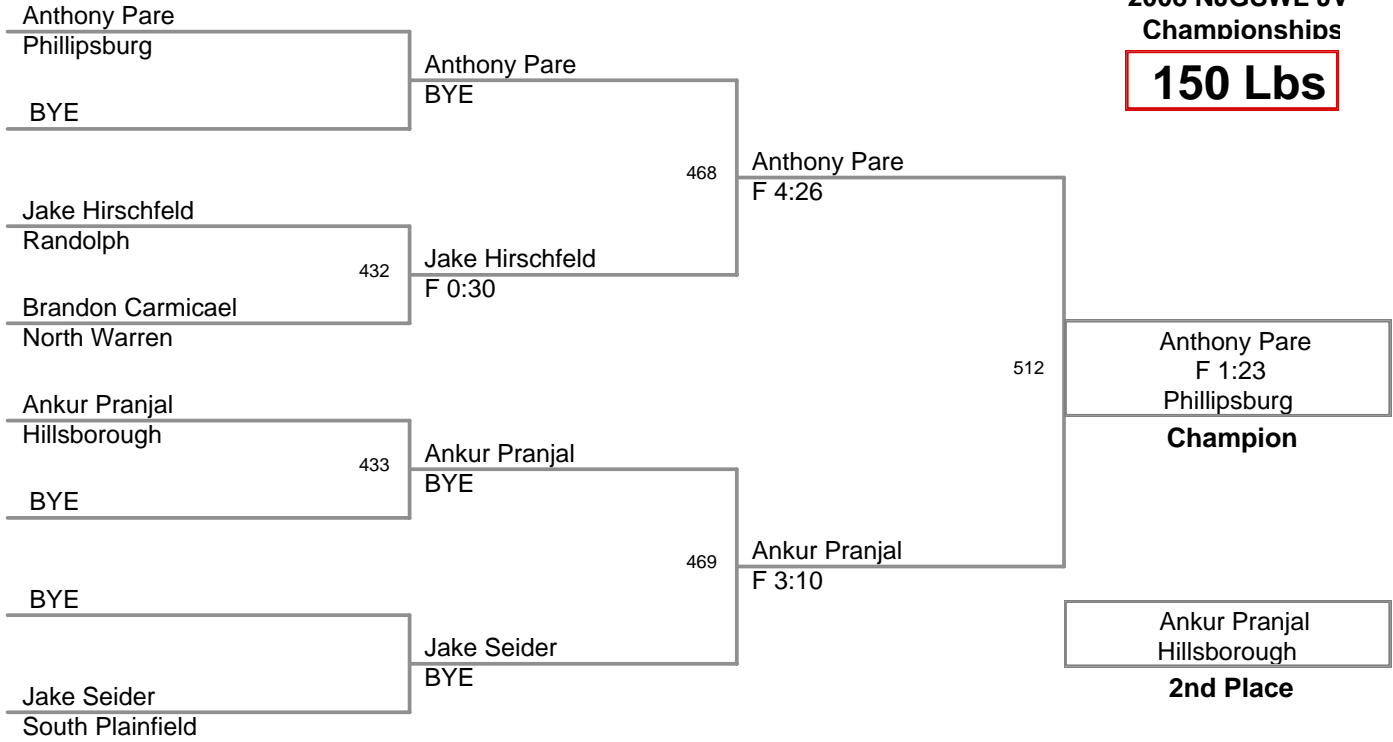 2008 NJGSWL JV
Championships
150 Lbs
Anthony Pare
Phillipsburg
BYE
Jake Hirschfeld
Randolph
432
Brandon Carmicael
North Warren
Ankur Pranjal
Hillsborough
433
BYE
BYE
Jake Seider
South Plainfield
Anthony Pare
BYE
468
Jake Hirschfeld
F 0:30
Ankur Pranjal
BYE
469
Jake Seider
BYE
Anthony Pare
F 4:26
512
Ankur Pranjal
F 3:10
Anthony Pare
F 1:23
Phillipsburg
Champion
Ankur Pranjal
Hillsborough
2nd Place